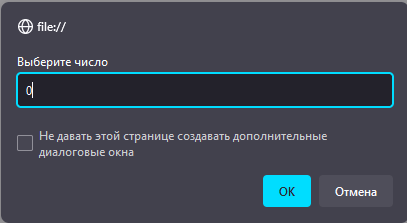 file://
Выберите число
0
Не давать этой странице создавать дополнительные
диалоговые окна
OK
Отмена